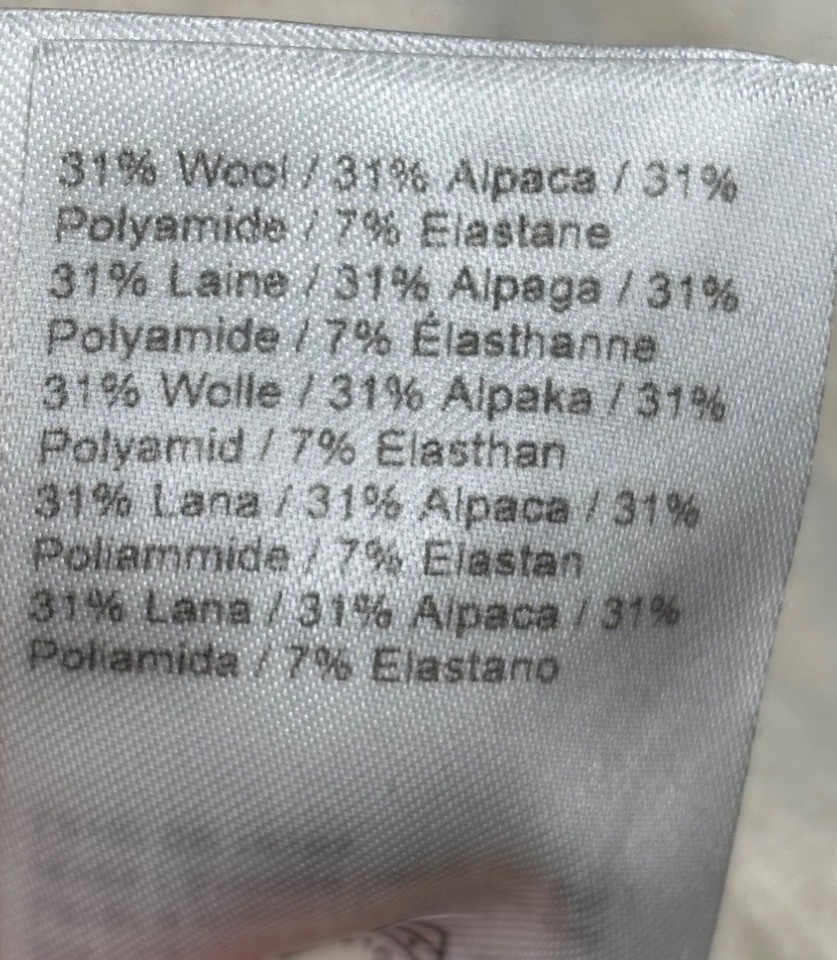 31% Wool / 31% Alpaca / 31%
Polyamide / 7% Elastane
31% Laine / 31% Alpaga / 31%
Polyamide / 7% Élasthanne
31% Wolle / 31% Alpaka / 31%
Polyamid / 7% Elasthan
31% Lana / 31% Alpaca / 31%
Poliammide / 7% Elastan
31% Lana / 31% Alpaca / 31%
Poliamida / 7% Elastano